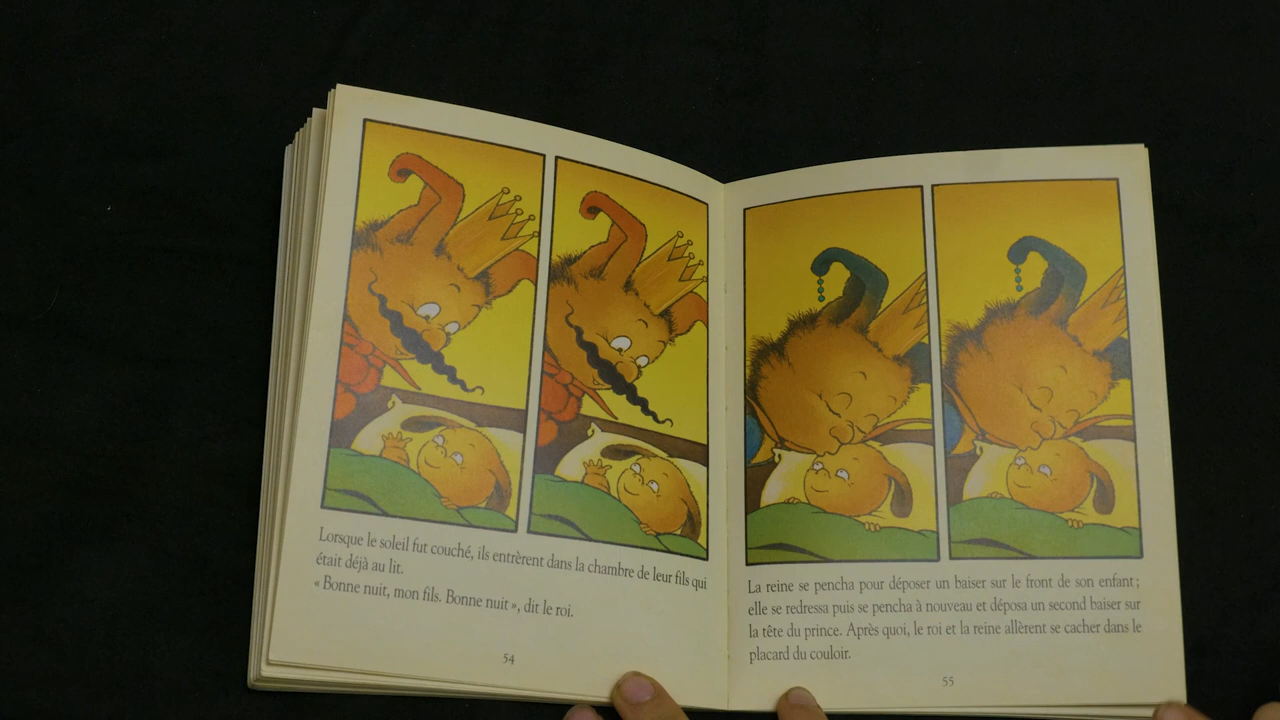 Lorsque le soleil fut couché, ils entrèrent dans la chambre de leur fils qui
était déjà au lit.
« Bonne nuit, mon fils. Bonne nuit », dit le roi.
54
La reine se pencha pour déposer un baiser sur le front de son enfant ;
elle se redressa puis se pencha à nouveau et déposa un second baiser sur
la tête du prince. Après quoi, le roi et la reine allèrent se cacher dans le
placard du couloir.
55